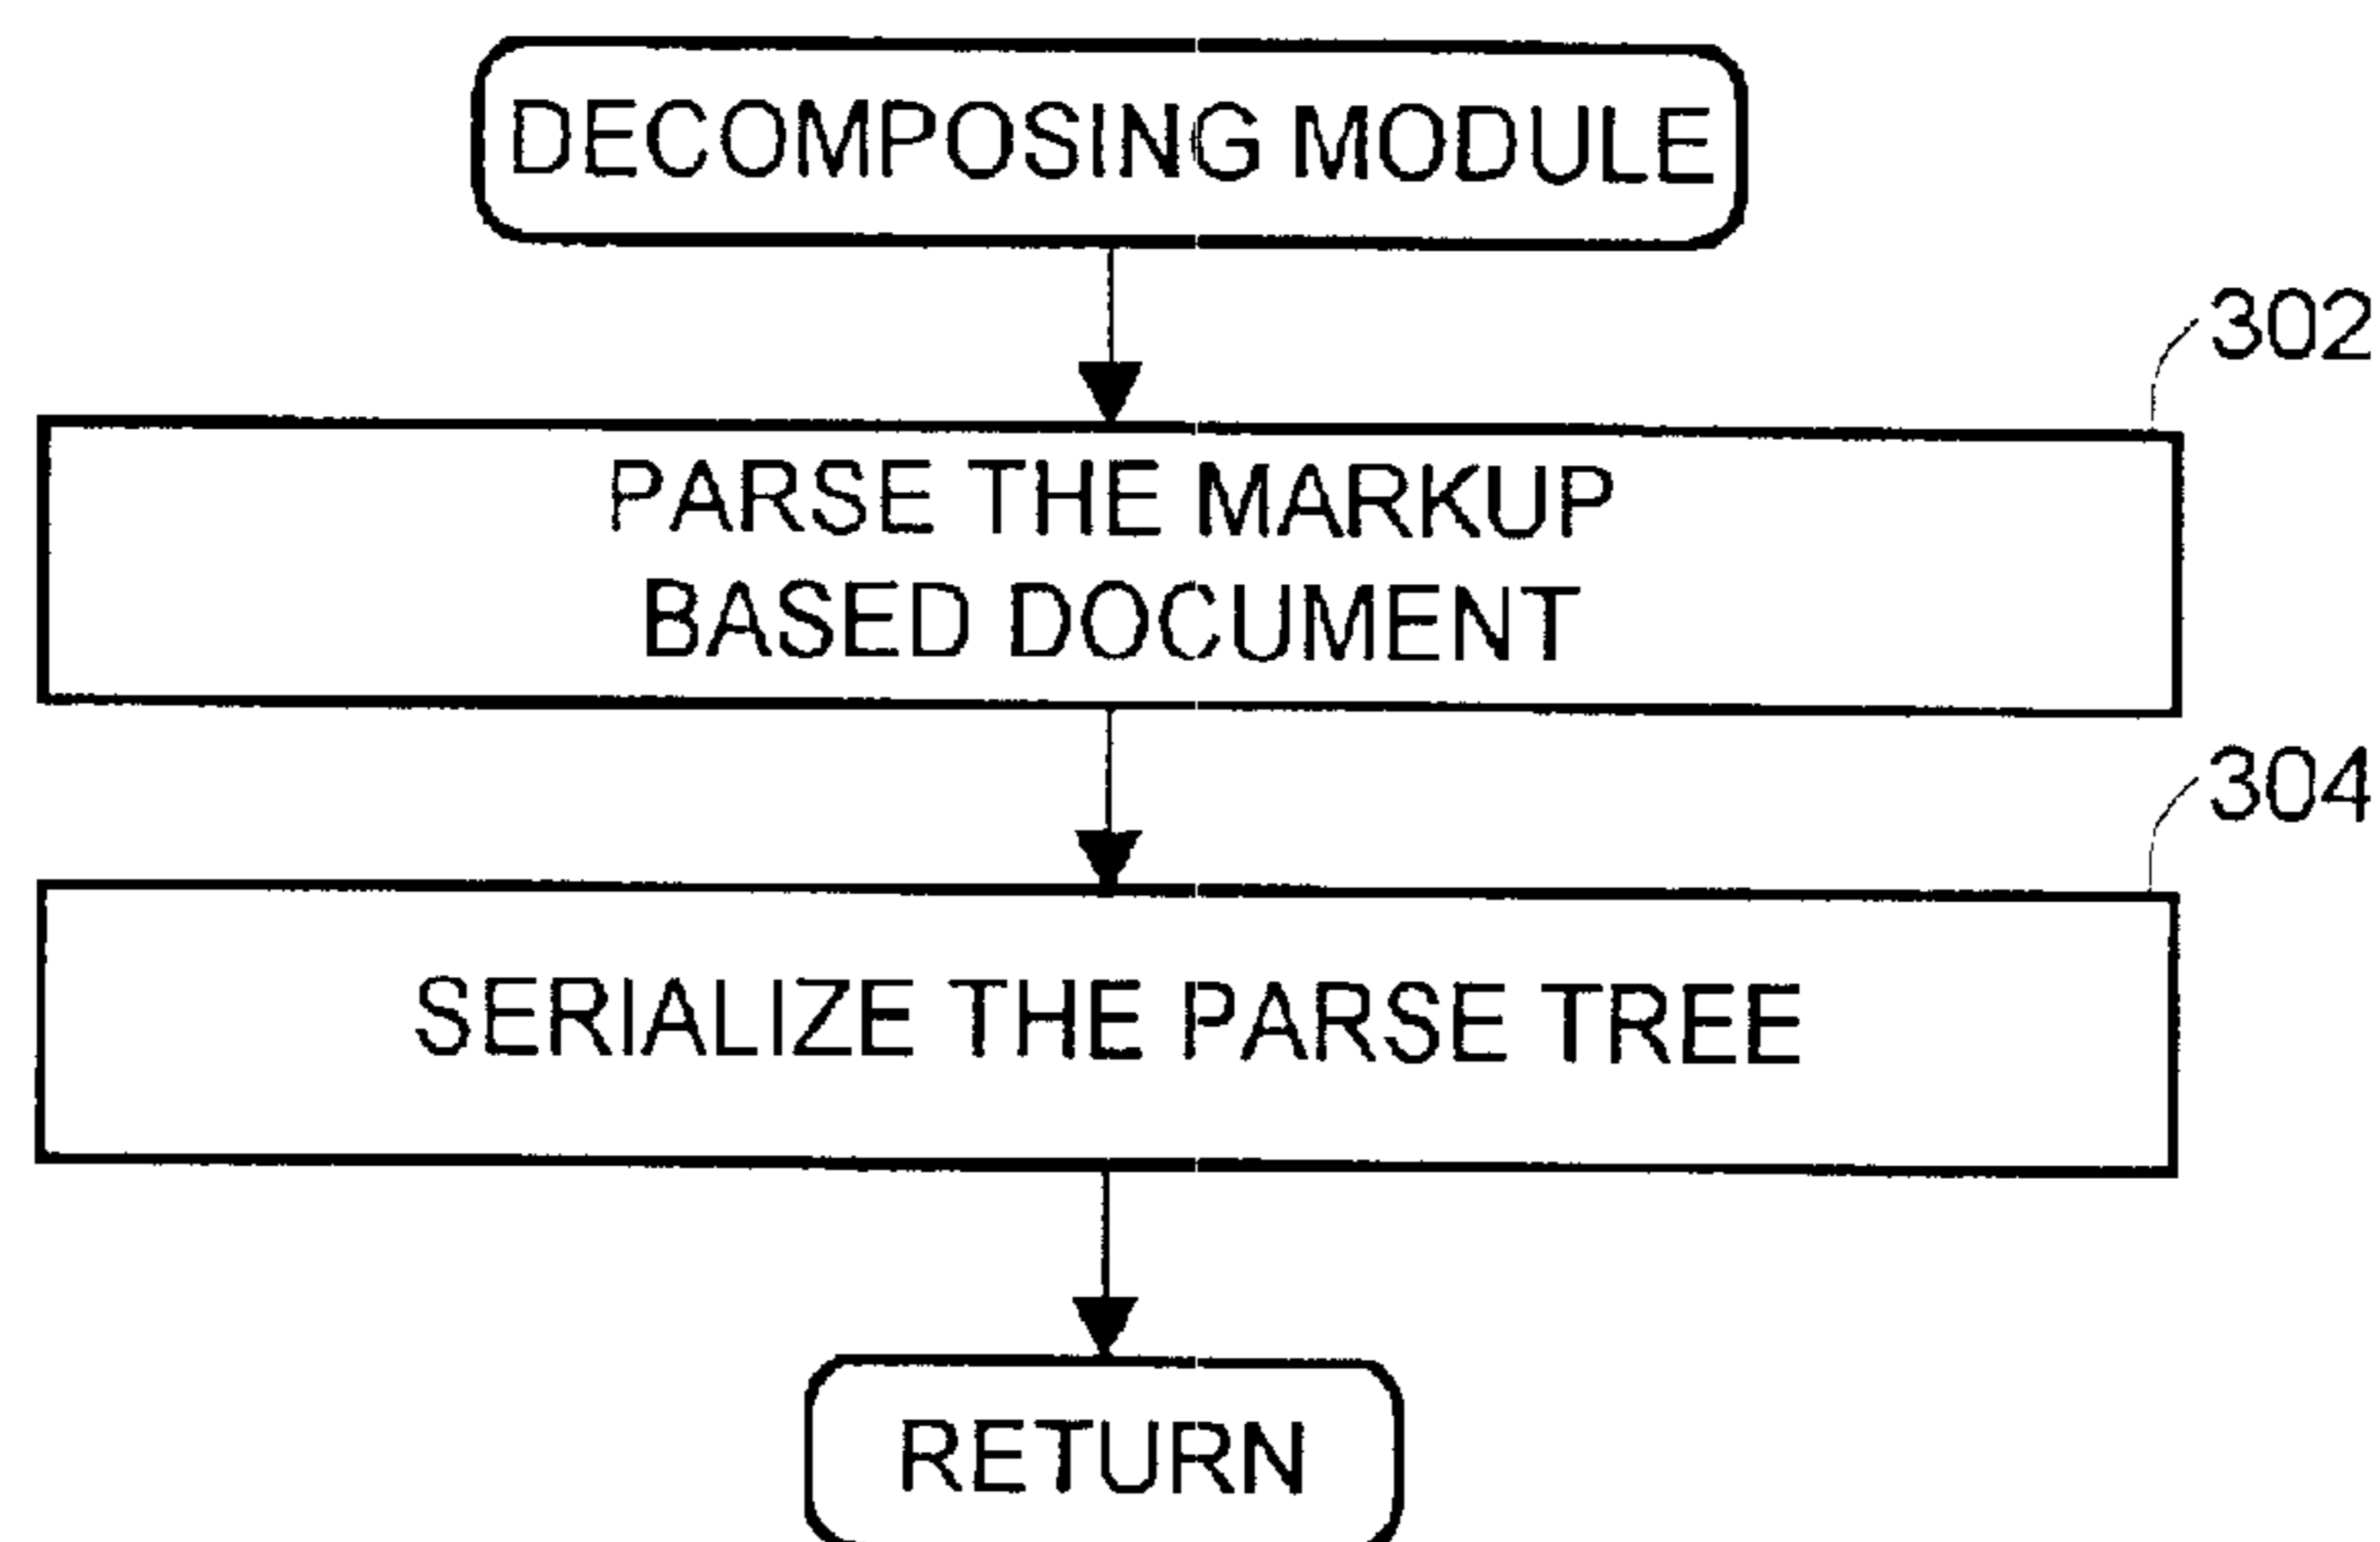 DECOMPOSING MODULE
302
PARSE THE MARKUP
BASED DOCUMENT
304
SERIALIZE THE PARSE TREE
RETURN